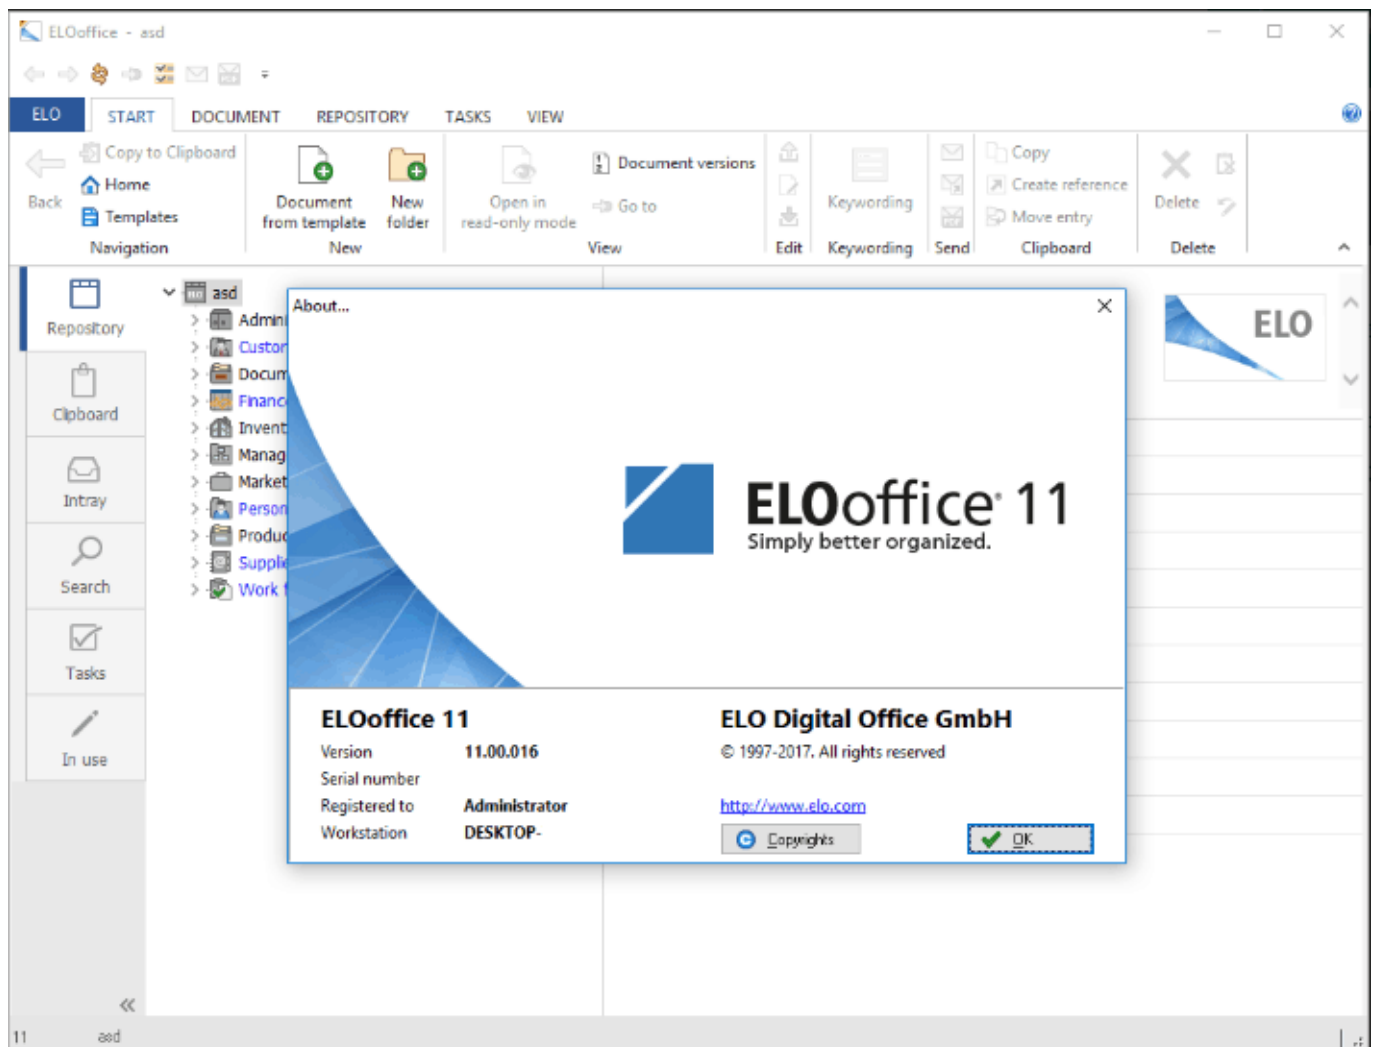 ELOoffice - asd
ELO START DOCUMENT REPOSITORY TASKS VIEW
Back
Copy to Clipboard
Home
Templates
Navigation
Document from template
New folder
New
Open in read-only mode
Document versions
Go to
View
Edit
Keywording
Keywording
Send
Copy
Create reference
Move entry
Clipboard
Delete
Delete
Repository
Clipboard
Intray
Search
Tasks
In use
asd
Admini
Custor
Docum
Financ
Invent
Manag
Market
Person
Produc
Supplie
Work f
ELO
About...
ELOoffice 11
Simply better organized.
ELOoffice 11
Version 11.00.016
Serial number
Registered to Administrator
Workstation DESKTOP-
ELO Digital Office GmbH
© 1997-2017. All rights reserved
http://www.elo.com
Copyrights
OK
11 asd